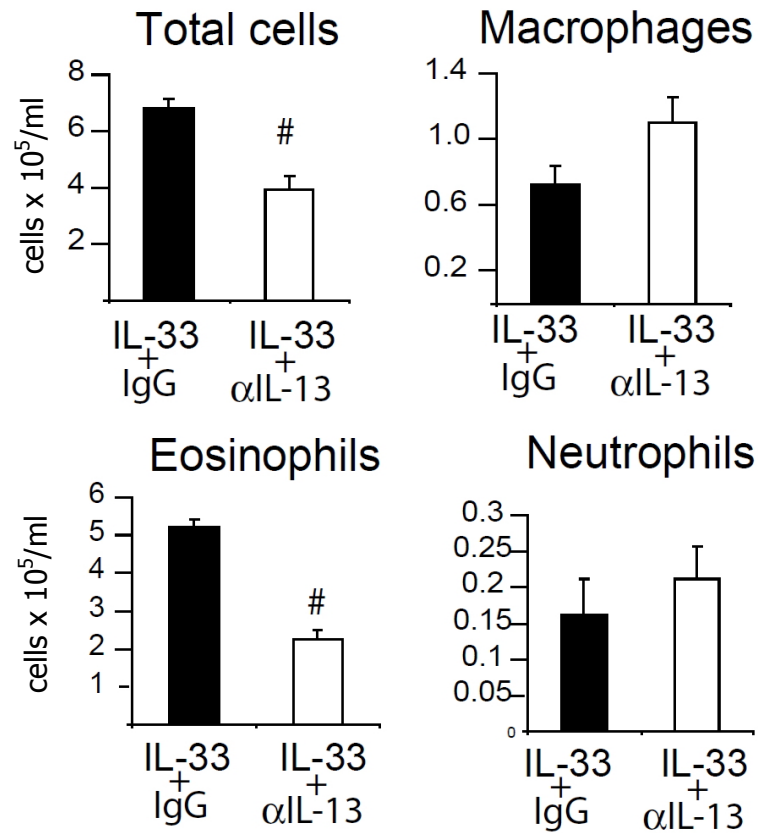 Total cells
cells x 10⁵/ml
8
6
4
2
#
IL-33
+
IgG
IL-33
+
αIL-13
Macrophages
1.4
1.0
0.6
0.2
IL-33
+
IgG
IL-33
+
αIL-13
Eosinophils
cells x 10⁵/ml
6
5
4
3
2
1
#
IL-33
+
IgG
IL-33
+
αIL-13
Neutrophils
0.3
0.25
0.2
0.15
0.1
0.05
0
IL-33
+
IgG
IL-33
+
αIL-13